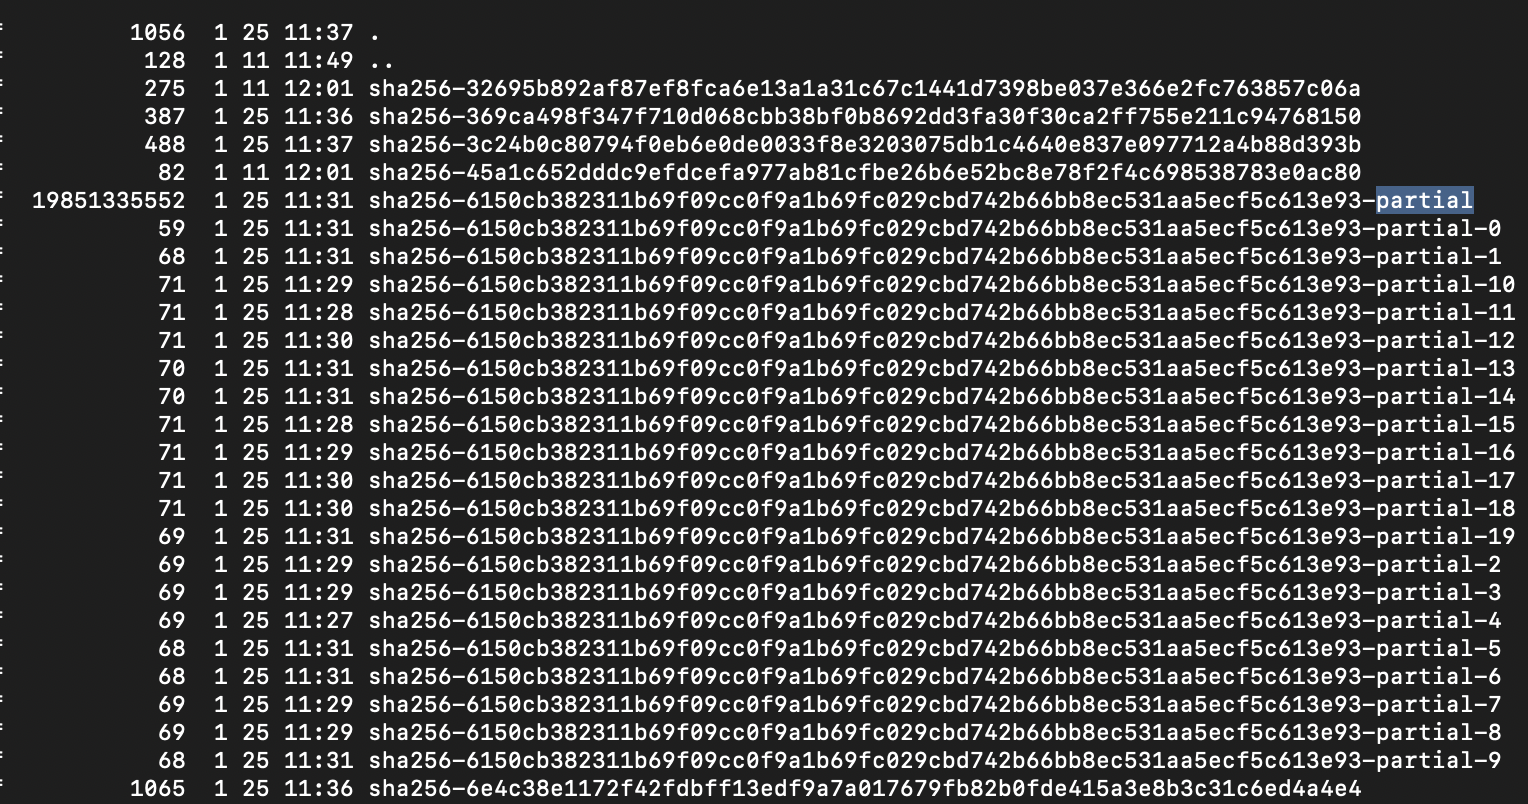 1056 1 25 11:37 .
128 1 11 11:49 ..
275 1 11 12:01 sha256-32695b892af87ef8fca6e13a1a31c67c1441d7398be037e366e2fc763857c06a
387 1 25 11:36 sha256-369ca498f347f710d068cbb38bf0b8692dd3fa30f30ca2ff755e211c94768150
488 1 25 11:37 sha256-3c24b0c80794f0eb6e0de0033f8e3203075db1c4640e837e097712a4b88d393b
82 1 11 12:01 sha256-45a1c652dddc9efdcefa977ab81cfbe26b6e52bc8e78f2f4c698538783e0ac80
19851335552 1 25 11:31 sha256-6150cb382311b69f09cc0f9a1b69fc029cbd742b66bb8ec531aa5ecf5c613e93-partial
59 1 25 11:31 sha256-6150cb382311b69f09cc0f9a1b69fc029cbd742b66bb8ec531aa5ecf5c613e93-partial-0
68 1 25 11:31 sha256-6150cb382311b69f09cc0f9a1b69fc029cbd742b66bb8ec531aa5ecf5c613e93-partial-1
71 1 25 11:29 sha256-6150cb382311b69f09cc0f9a1b69fc029cbd742b66bb8ec531aa5ecf5c613e93-partial-10
71 1 25 11:28 sha256-6150cb382311b69f09cc0f9a1b69fc029cbd742b66bb8ec531aa5ecf5c613e93-partial-11
71 1 25 11:30 sha256-6150cb382311b69f09cc0f9a1b69fc029cbd742b66bb8ec531aa5ecf5c613e93-partial-12
70 1 25 11:31 sha256-6150cb382311b69f09cc0f9a1b69fc029cbd742b66bb8ec531aa5ecf5c613e93-partial-13
70 1 25 11:31 sha256-6150cb382311b69f09cc0f9a1b69fc029cbd742b66bb8ec531aa5ecf5c613e93-partial-14
71 1 25 11:28 sha256-6150cb382311b69f09cc0f9a1b69fc029cbd742b66bb8ec531aa5ecf5c613e93-partial-15
71 1 25 11:29 sha256-6150cb382311b69f09cc0f9a1b69fc029cbd742b66bb8ec531aa5ecf5c613e93-partial-16
71 1 25 11:30 sha256-6150cb382311b69f09cc0f9a1b69fc029cbd742b66bb8ec531aa5ecf5c613e93-partial-17
71 1 25 11:30 sha256-6150cb382311b69f09cc0f9a1b69fc029cbd742b66bb8ec531aa5ecf5c613e93-partial-18
69 1 25 11:31 sha256-6150cb382311b69f09cc0f9a1b69fc029cbd742b66bb8ec531aa5ecf5c613e93-partial-19
69 1 25 11:29 sha256-6150cb382311b69f09cc0f9a1b69fc029cbd742b66bb8ec531aa5ecf5c613e93-partial-2
69 1 25 11:29 sha256-6150cb382311b69f09cc0f9a1b69fc029cbd742b66bb8ec531aa5ecf5c613e93-partial-3
69 1 25 11:27 sha256-6150cb382311b69f09cc0f9a1b69fc029cbd742b66bb8ec531aa5ecf5c613e93-partial-4
68 1 25 11:31 sha256-6150cb382311b69f09cc0f9a1b69fc029cbd742b66bb8ec531aa5ecf5c613e93-partial-5
68 1 25 11:31 sha256-6150cb382311b69f09cc0f9a1b69fc029cbd742b66bb8ec531aa5ecf5c613e93-partial-6
69 1 25 11:29 sha256-6150cb382311b69f09cc0f9a1b69fc029cbd742b66bb8ec531aa5ecf5c613e93-partial-7
69 1 25 11:29 sha256-6150cb382311b69f09cc0f9a1b69fc029cbd742b66bb8ec531aa5ecf5c613e93-partial-8
68 1 25 11:31 sha256-6150cb382311b69f09cc0f9a1b69fc029cbd742b66bb8ec531aa5ecf5c613e93-partial-9
1065 1 25 11:36 sha256-6e4c38e1172f42fdbff13edf9a7a017679fb82b0fde415a3e8b3c31c6ed4a4e4